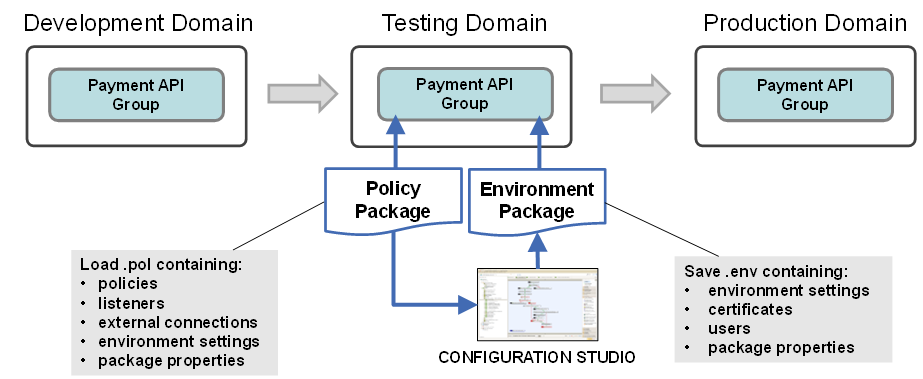 Development Domain
Testing Domain
Production Domain
Payment API
Group
Payment API
Group
Payment API
Group
Policy
Package
Environment
Package
Load .pol containing:
• policies
• listeners
• external connections
• environment settings
• package properties
Save .env containing:
• environment settings
• certificates
• users
• package properties
CONFIGURATION STUDIO